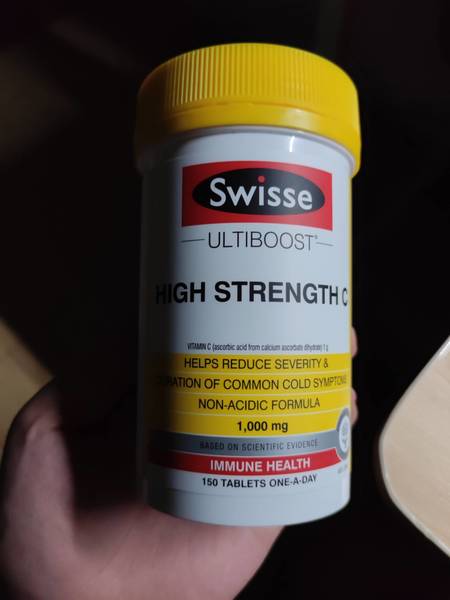 Swisse
ULTIBOOST®
HIGH STRENGTH C
VITAMIN C (ascorbic acid from calcium ascorbate dihydrate) 1 g
HELPS REDUCE SEVERITY &
DURATION OF COMMON COLD SYMPTOMS
NON-ACIDIC FORMULA
1,000 mg
BASED ON SCIENTIFIC EVIDENCE
IMMUNE HEALTH
150 TABLETS ONE-A-DAY